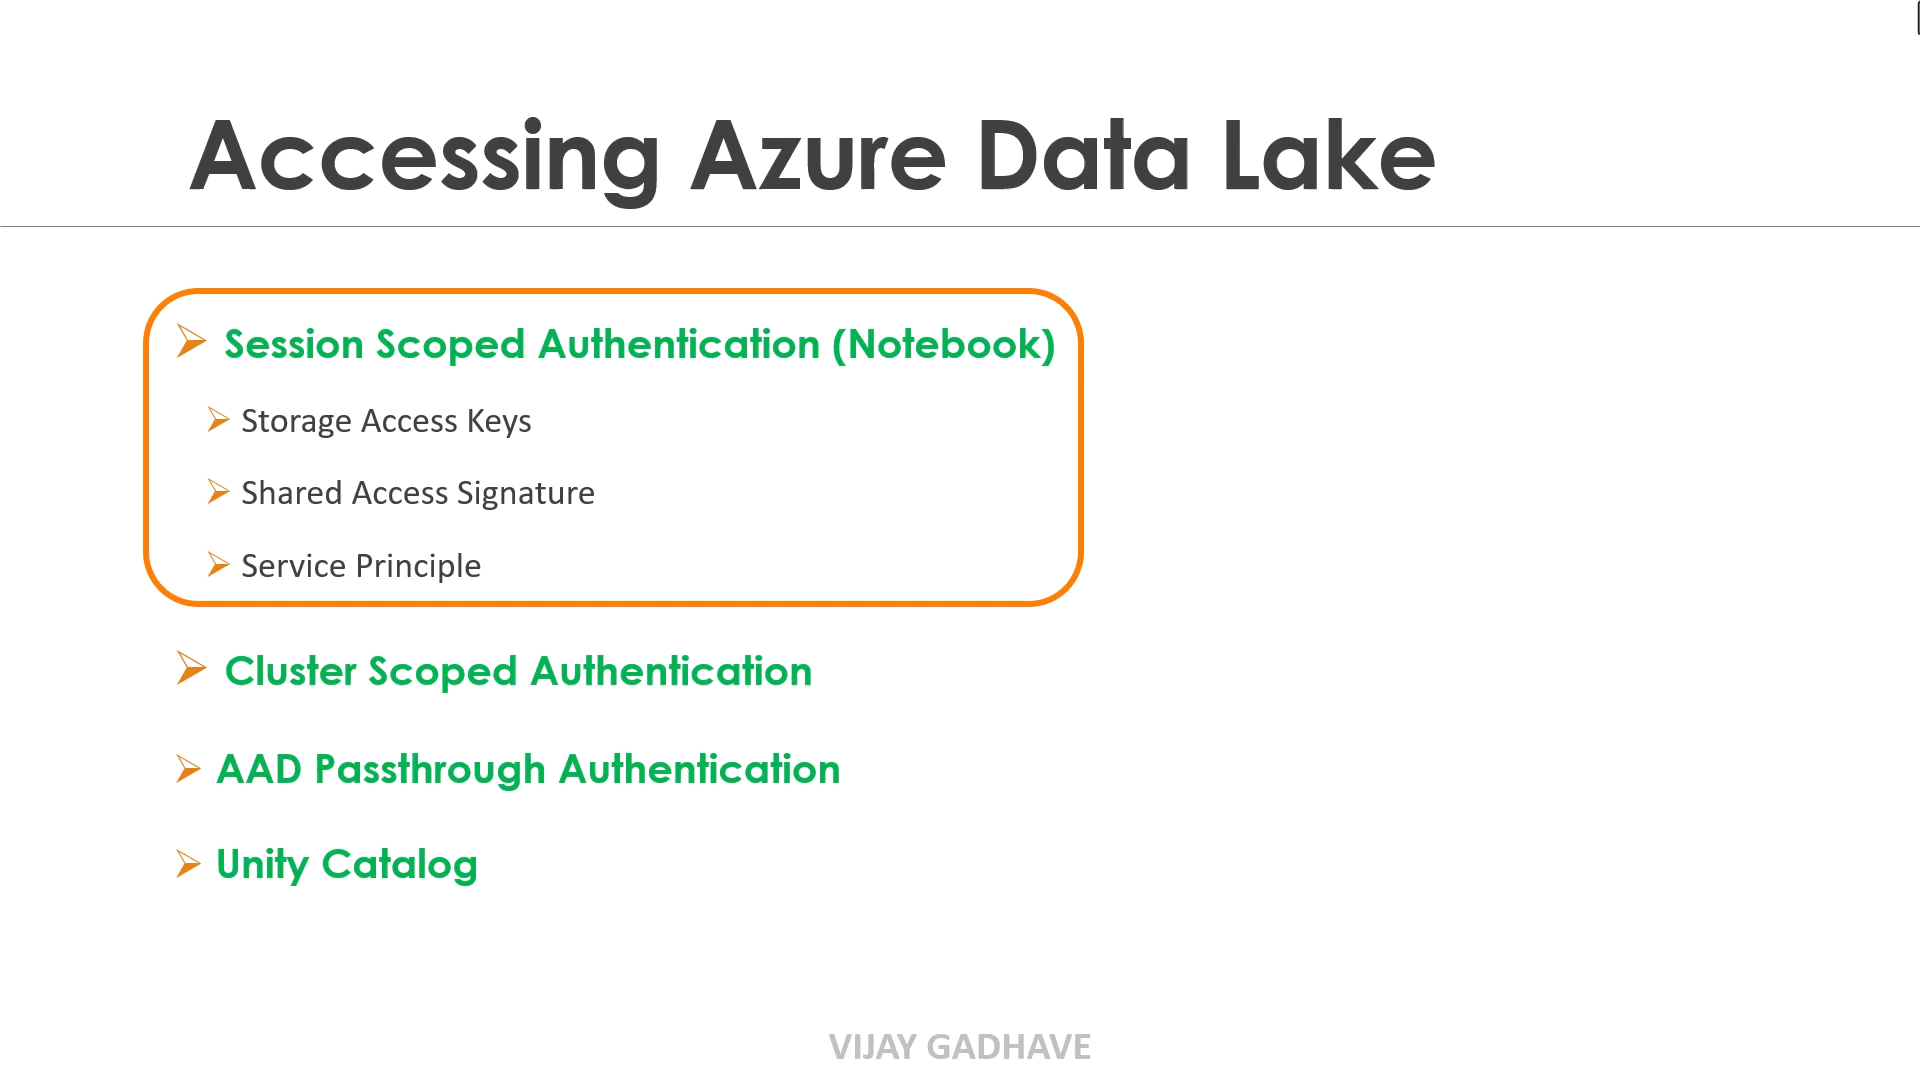 Accessing Azure Data Lake
Session Scoped Authentication (Notebook)
Storage Access Keys
Shared Access Signature
Service Principle
Cluster Scoped Authentication
AAD Passthrough Authentication
Unity Catalog
VIJAY GADHAVE